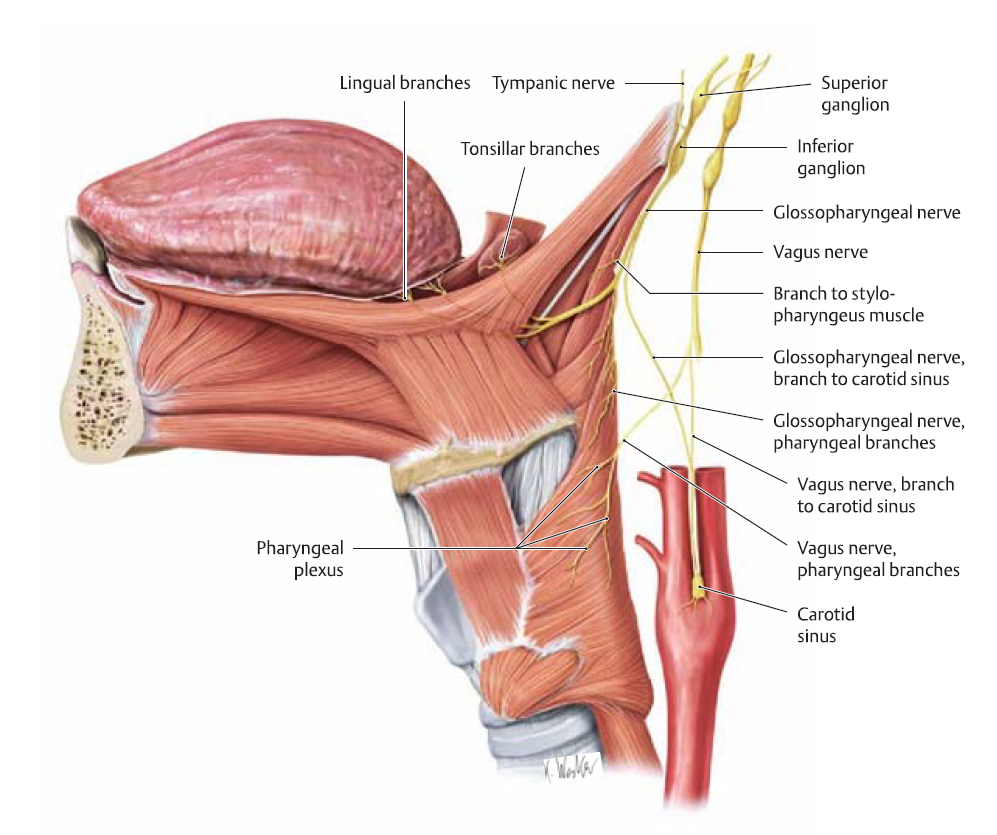 Lingual branches
Tympanic nerve
Superior
ganglion
Tonsillar branches
Inferior
ganglion
Glossopharyngeal nerve
Vagus nerve
Branch to stylo-
pharyngeus muscle
Glossopharyngeal nerve,
branch to carotid sinus
Glossopharyngeal nerve,
pharyngeal branches
Vagus nerve, branch
to carotid sinus
Pharyngeal
plexus
Vagus nerve,
pharyngeal branches
Carotid
sinus